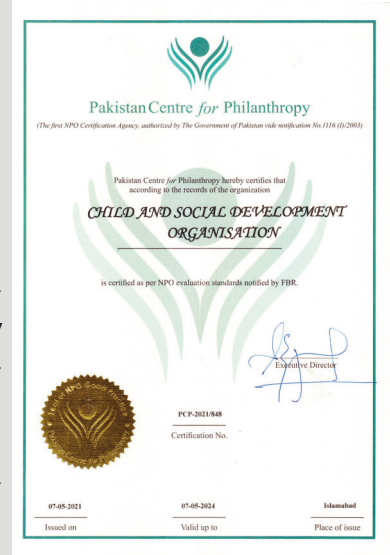 Pakistan Centre for Philanthropy
(The first NPO Certification Agency, authorized by The Government of Pakistan vide notification No.1116 (I)/2003)
Pakistan Centre for Philanthropy hereby certifies that
according to the records of the organization
CHILD AND SOCIAL DEVELOPMENT
ORGANISATION
is certified as per NPO evaluation standards notified by FBR.
Executive Director
PCP-2021/848
Certification No.
07-05-2021
07-05-2024
Islamabad
Issued on
Valid up to
Place of issue